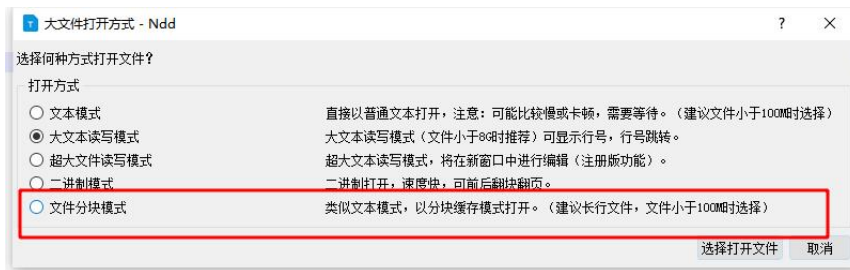 大文件打开方式 - Ndd
选择何种方式打开文件?
打开方式
文本模式 直接以普通文本打开，注意：可能比较慢或卡顿，需要等待。（建议文件小于100M时选择）
大文本读写模式 大文本读写模式（文件小于8G时推荐）可显示行号，行号跳转。
超大文件读写模式 超大文本读写模式，将在新窗口中进行编辑（注册版功能）。
二进制模式 二进制打开，速度快，可前后翻块翻页。
文件分块模式 类似文本模式，以分块缓存模式打开。（建议长行文件，文件小于100M时选择）
选择打开文件 取消